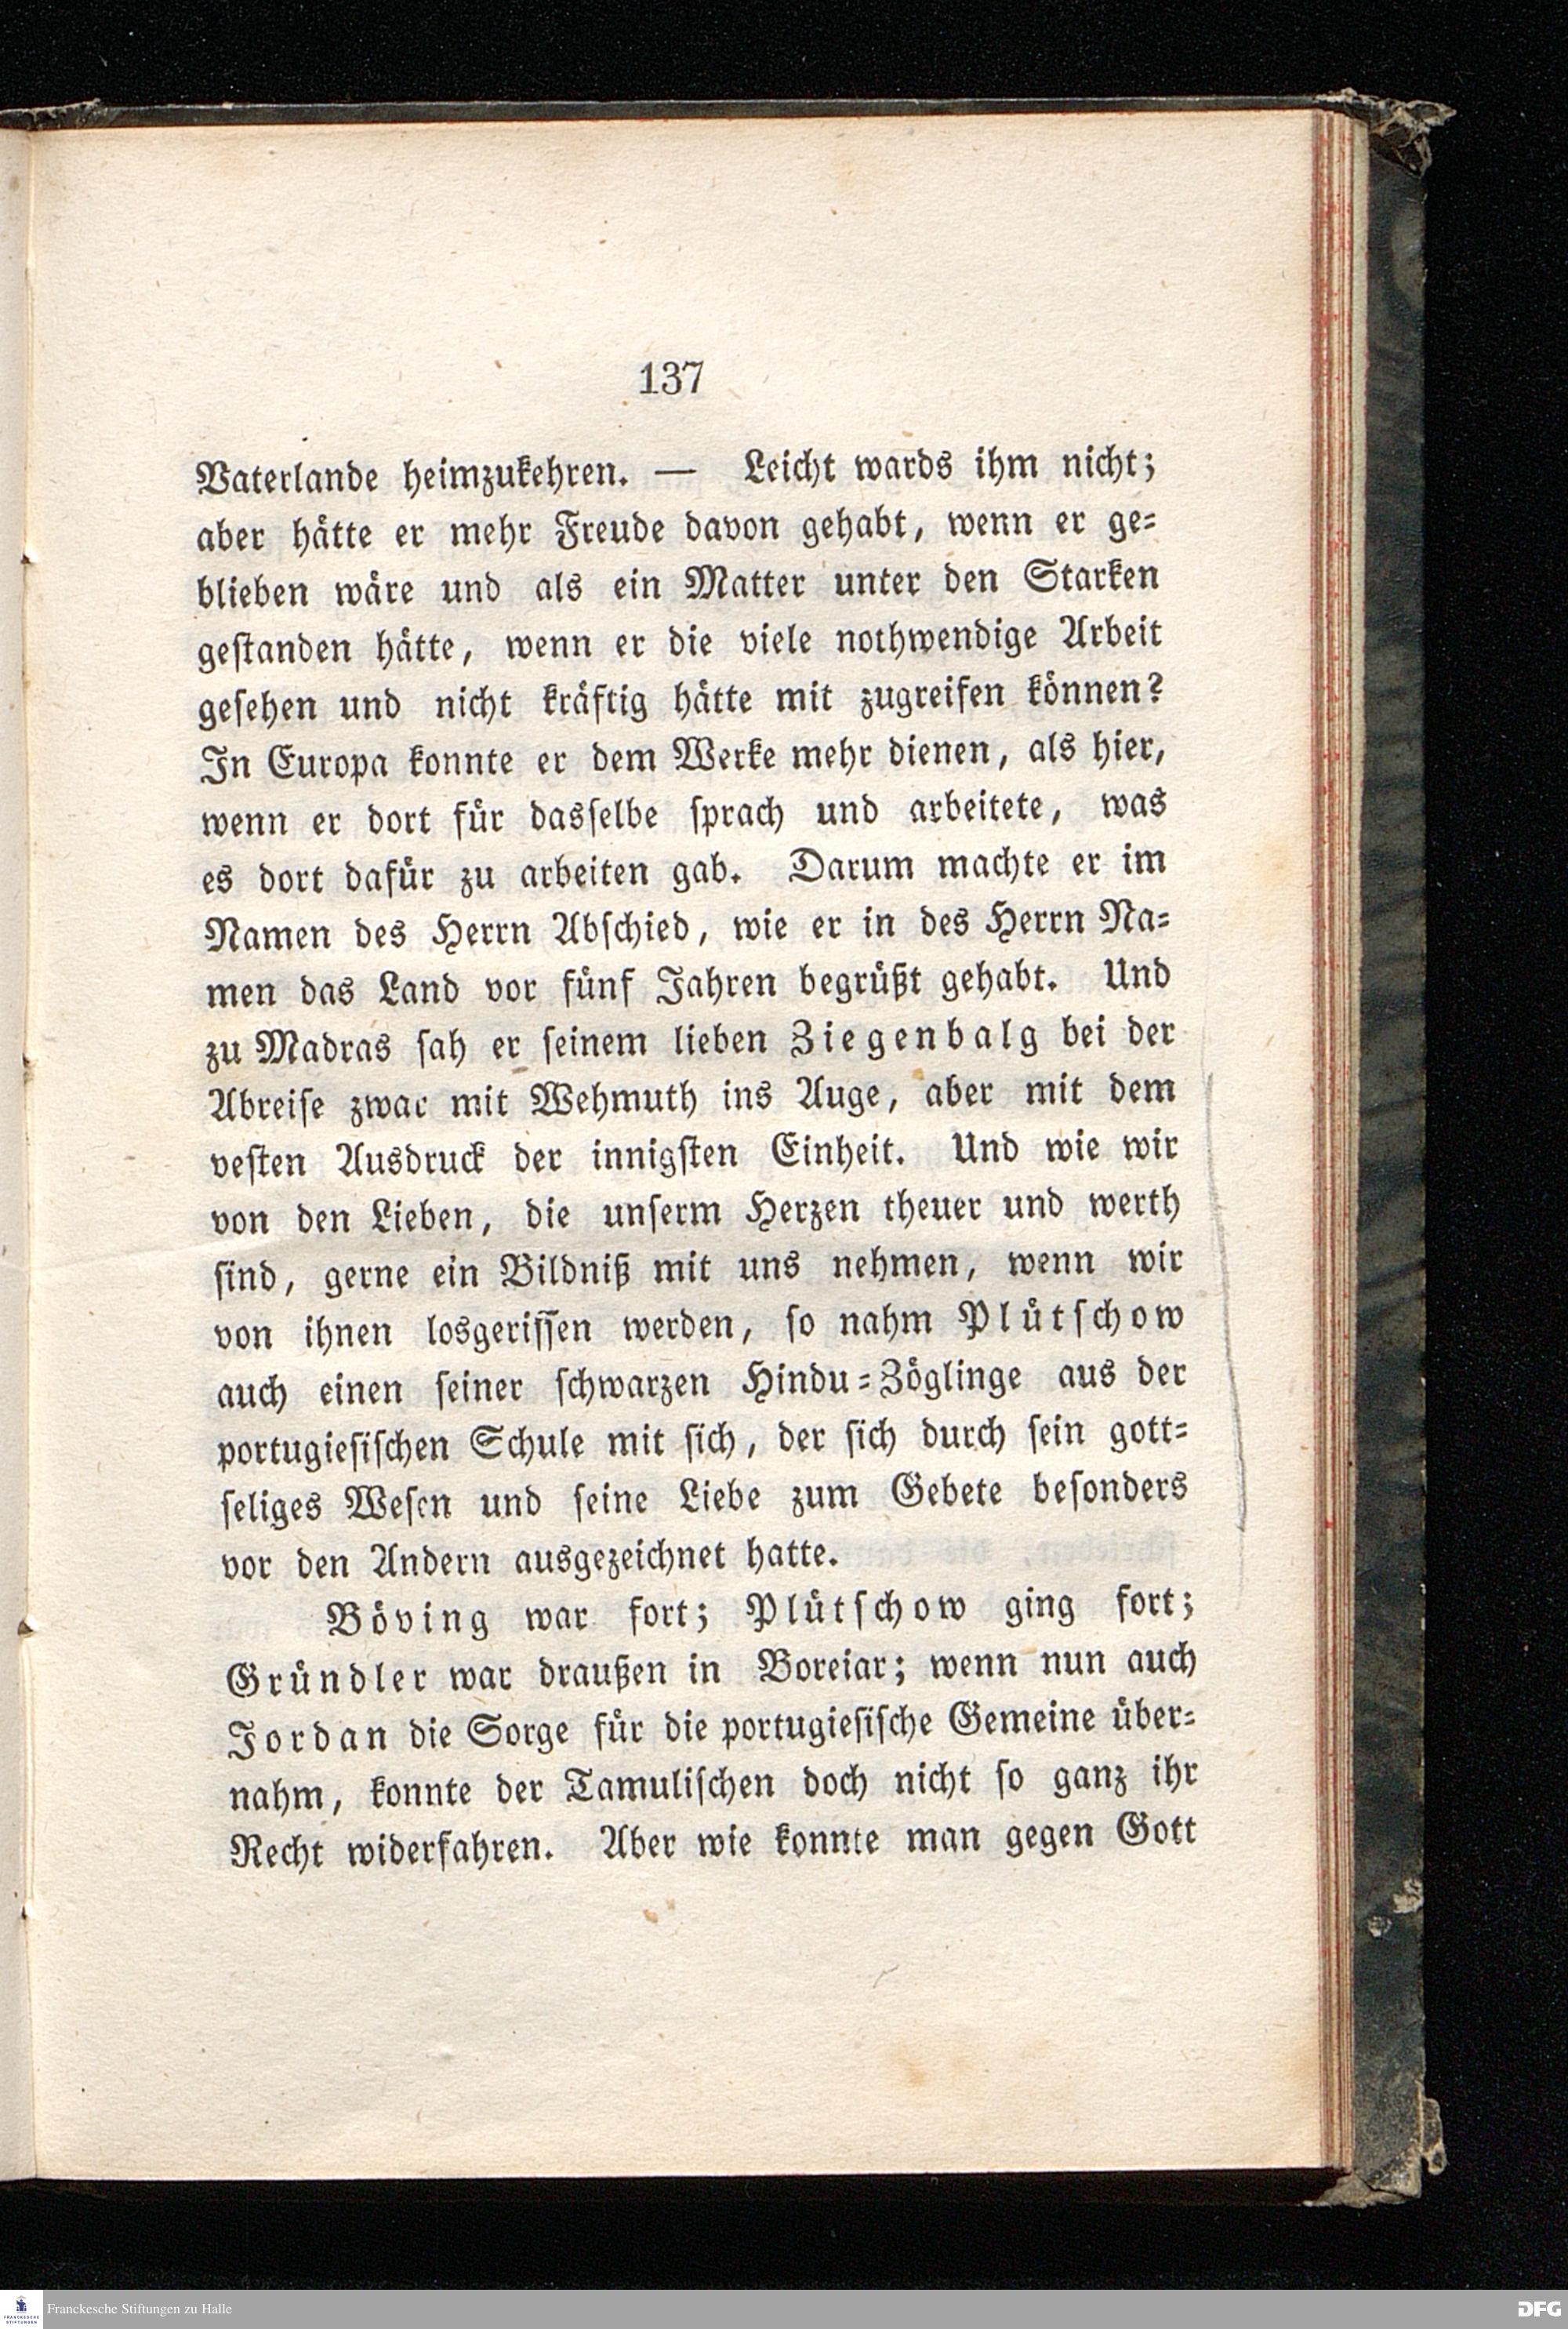 137
Vaterlande heimzukehren. — Leicht wards ihm nicht;
aber hätte er mehr Freude davon gehabt, wenn er ge-
blieben wäre und als ein Matter unter den Starken
gestanden hätte, wenn er die viele nothwendige Arbeit
gesehen und nicht kräftig hätte mit zugreifen können?
In Europa konnte er dem Werke mehr dienen, als hier,
wenn er dort für dasselbe sprach und arbeitete, was
es dort dafür zu arbeiten gab. Darum machte er im
Namen des Herrn Abschied, wie er in des Herrn Na-
men das Land vor fünf Jahren begrüßt gehabt. Und
zu Madras sah er seinem lieben Ziegenbalg bei der
Abreise zwar mit Wehmuth ins Auge, aber mit dem
vesten Ausdruck der innigsten Einheit. Und wie wir
von den Lieben, die unserm Herzen theuer und werth
sind, gerne ein Bildniß mit uns nehmen, wenn wir
von ihnen losgerissen werden, so nahm Plütschow
auch einen seiner schwarzen Hindu-Zöglinge aus der
portugiesischen Schule mit sich, der sich durch sein gott-
seliges Wesen und seine Liebe zum Gebete besonders
vor den Andern ausgezeichnet hatte.
Böving war fort; Plütschow ging fort;
Gründler war draußen in Boreiar; wenn nun auch
Jordan die Sorge für die portugiesische Gemeine über-
nahm, konnte der Tamulischen doch nicht so ganz ihr
Recht widerfahren. Aber wie konnte man gegen Gott
FRANCKESCHE
STIFTUNGEN
Franckesche Stiftungen zu Halle
DFG